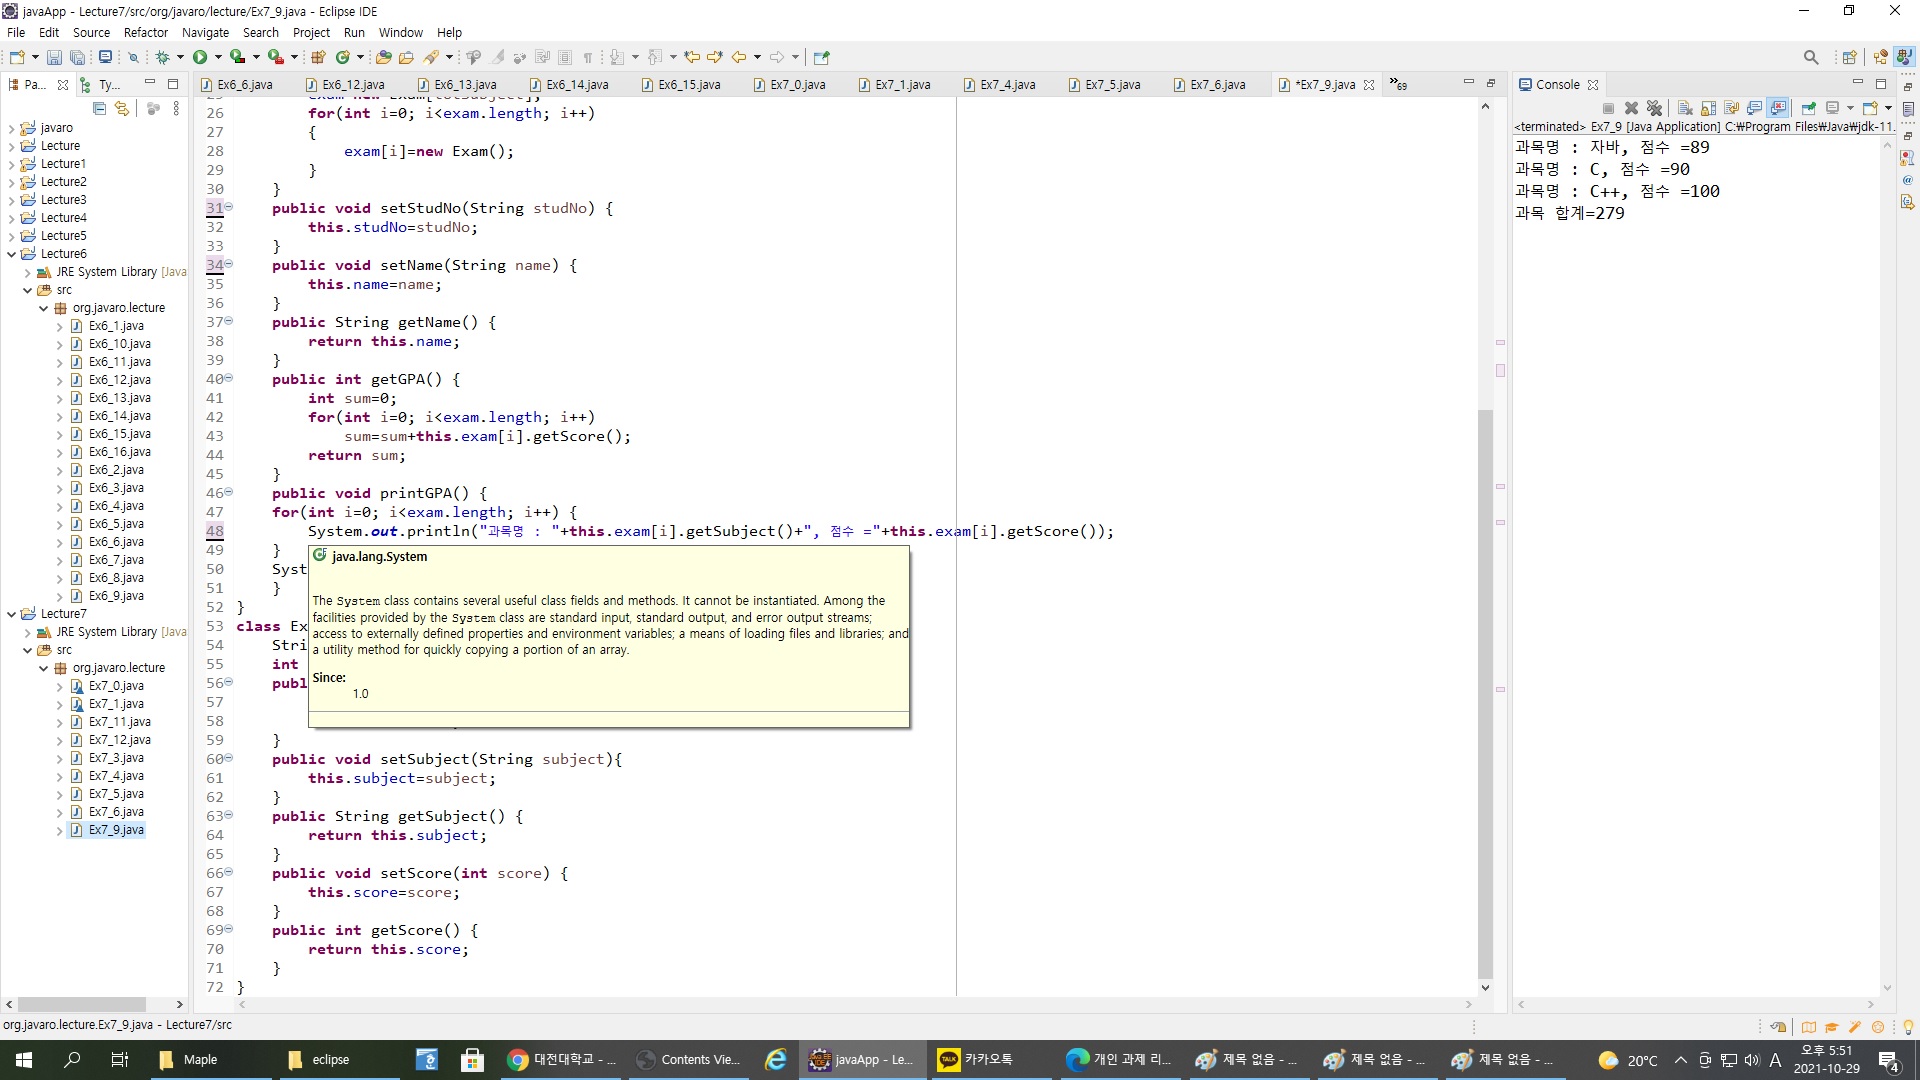 javaApp - Lecture7/src/org/javaro/lecture/Ex7_9.java - Eclipse IDE
File Edit Source Refactor Navigate Search Project Run Window Help
Pa... Ty...
Ex6_6.java Ex6_12.java Ex6_13.java Ex6_14.java Ex6_15.java Ex7_0.java Ex7_1.java Ex7_4.java Ex7_5.java Ex7_6.java *Ex7_9.java »69
Console
javaro
Lecture
Lecture1
Lecture2
Lecture3
Lecture4
Lecture5
Lecture6
JRE System Library [Java
src
org.javaro.lecture
Ex6_1.java
Ex6_10.java
Ex6_11.java
Ex6_12.java
Ex6_13.java
Ex6_14.java
Ex6_15.java
Ex6_16.java
Ex6_2.java
Ex6_3.java
Ex6_4.java
Ex6_5.java
Ex6_6.java
Ex6_7.java
Ex6_8.java
Ex6_9.java
Lecture7
JRE System Library [Java
src
org.javaro.lecture
Ex7_0.java
Ex7_1.java
Ex7_11.java
Ex7_12.java
Ex7_3.java
Ex7_4.java
Ex7_5.java
Ex7_6.java
Ex7_9.java
26 for(int i=0; i<exam.length; i++)
27 {
28 exam[i]=new Exam();
29 }
30 }
31 public void setStudNo(String studNo) {
32 this.studNo=studNo;
33 }
34 public void setName(String name) {
35 this.name=name;
36 }
37 public String getName() {
38 return this.name;
39 }
40 public int getGPA() {
41 int sum=0;
42 for(int i=0; i<exam.length; i++)
43 sum=sum+this.exam[i].getScore();
44 return sum;
45 }
46 public void printGPA() {
47 for(int i=0; i<exam.length; i++) {
48 System.out.println("과목명 : "+this.exam[i].getSubject()+", 점수 ="+this.exam[i].getScore());
49 }
50 Syst
51 }
52 }
53 class Ex
54 Stri
55 int
56 publ
57
58
59 }
60 public void setSubject(String subject){
61 this.subject=subject;
62 }
63 public String getSubject() {
64 return this.subject;
65 }
66 public void setScore(int score) {
67 this.score=score;
68 }
69 public int getScore() {
70 return this.score;
71 }
72 }
java.lang.System
The System class contains several useful class fields and methods. It cannot be instantiated. Among the
facilities provided by the System class are standard input, standard output, and error output streams;
access to externally defined properties and environment variables; a means of loading files and libraries; and
a utility method for quickly copying a portion of an array.
Since:
1.0
<terminated> Ex7_9 [Java Application] C:₩Program Files₩Java₩jdk-11.
과목명 : 자바, 점수 =89
과목명 : C, 점수 =90
과목명 : C++, 점수 =100
과목 합계=279
org.javaro.lecture.Ex7_9.java - Lecture7/src
Maple eclipse 대전대학교 - ... Contents Vie... javaApp - Le... TALK 카카오톡 개인 과제 리... 제목 없음 - ... 제목 없음 - ... 제목 없음 - ... 20°C A 오후 5:51
2021-10-29 4